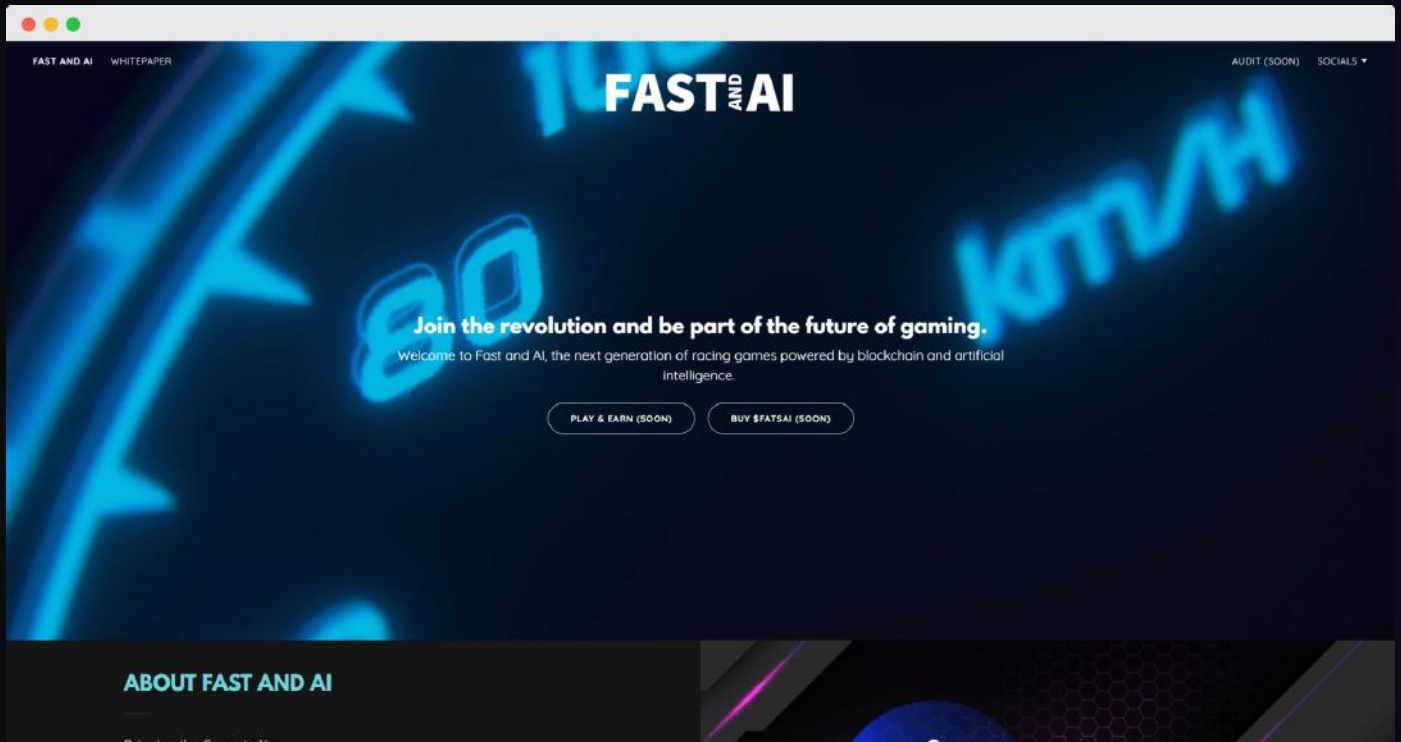 FAST AND AI WHITEPAPER
AUDIT (SOON) SOCIALS ▼
100
FAST AND AI
km/H
80
Join the revolution and be part of the future of gaming.
Welcome to Fast and AI, the next generation of racing games powered by blockchain and artificial
intelligence.
PLAY & EARN (SOON) BUY $FATSAI (SOON)
ABOUT FAST AND AI